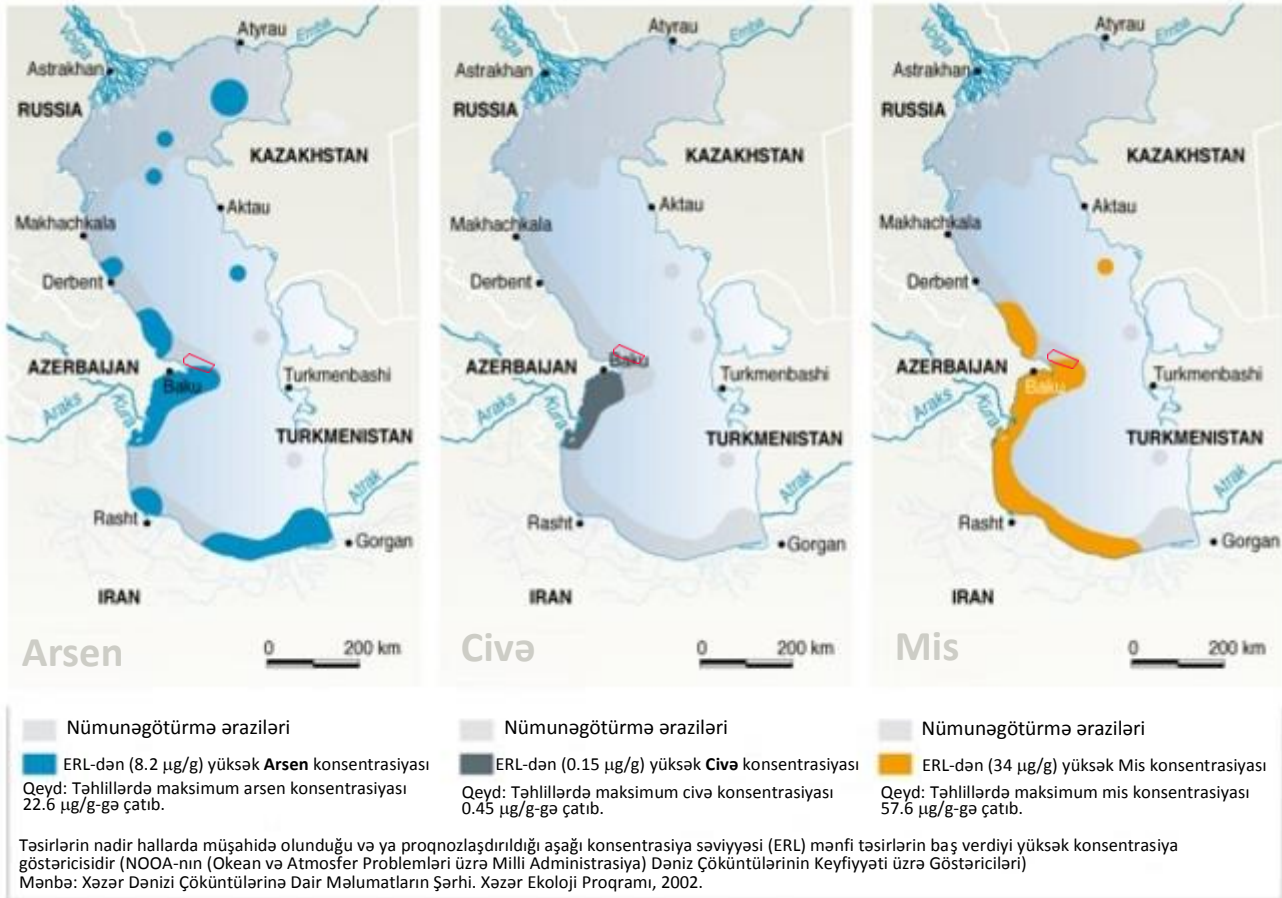 Atyrau
Volga
Emba
Astrakhan
RUSSIA
KAZAKHSTAN
Aktau
Makhachkala
Derbent
AZERBAIJAN
Baku
Turkmenbashi
Araks
Kura
TURKMENISTAN
Atrak
Rasht
Gorgan
IRAN
Arsen
0 200 km
Atyrau
Volga
Emba
Astrakhan
RUSSIA
KAZAKHSTAN
Aktau
Makhachkala
Derbent
AZERBAIJAN
Baku
Turkmenbashi
Araks
Kura
TURKMENISTAN
Atrak
Rasht
Gorgan
IRAN
Civə
0 200 km
Atyrau
Volga
Emba
Astrakhan
RUSSIA
KAZAKHSTAN
Aktau
Makhachkala
Derbent
AZERBAIJAN
Baku
Turkmenbashi
Araks
Kura
TURKMENISTAN
Atrak
Rasht
Gorgan
IRAN
Mis
0 200 km
Nümunəgötürmə əraziləri
ERL-dən (8.2 µg/g) yüksək Arsen konsentrasiyası
Qeyd: Təhlillərdə maksimum arsen konsentrasiyası
22.6 µg/g-gə çatıb.
Nümunəgötürmə əraziləri
ERL-dən (0.15 µg/g) yüksək Civə konsentrasiyası
Qeyd: Təhlillərdə maksimum civə konsentrasiyası
0.45 µg/g-gə çatıb.
Nümunəgötürmə əraziləri
ERL-dən (34 µg/g) yüksək Mis konsentrasiyası
Qeyd: Təhlillərdə maksimum mis konsentrasiyası
57.6 µg/g-gə çatıb.
Təsirlərin nadir hallarda müşahidə olunduğu və ya proqnozlaşdırıldığı aşağı konsentrasiya səviyyəsi (ERL) mənfi təsirlərin baş verdiyi yüksək konsentrasiya
göstəricisidir (NOOA-nın (Okean və Atmosfer Problemləri üzrə Milli Administrasiya) Dəniz Çöküntülərinin Keyfiyyəti üzrə Göstəriciləri)
Mənbə: Xəzər Dənizi Çöküntülərinə Dair Məlumatların Şərhi. Xəzər Ekoloji Proqramı, 2002.